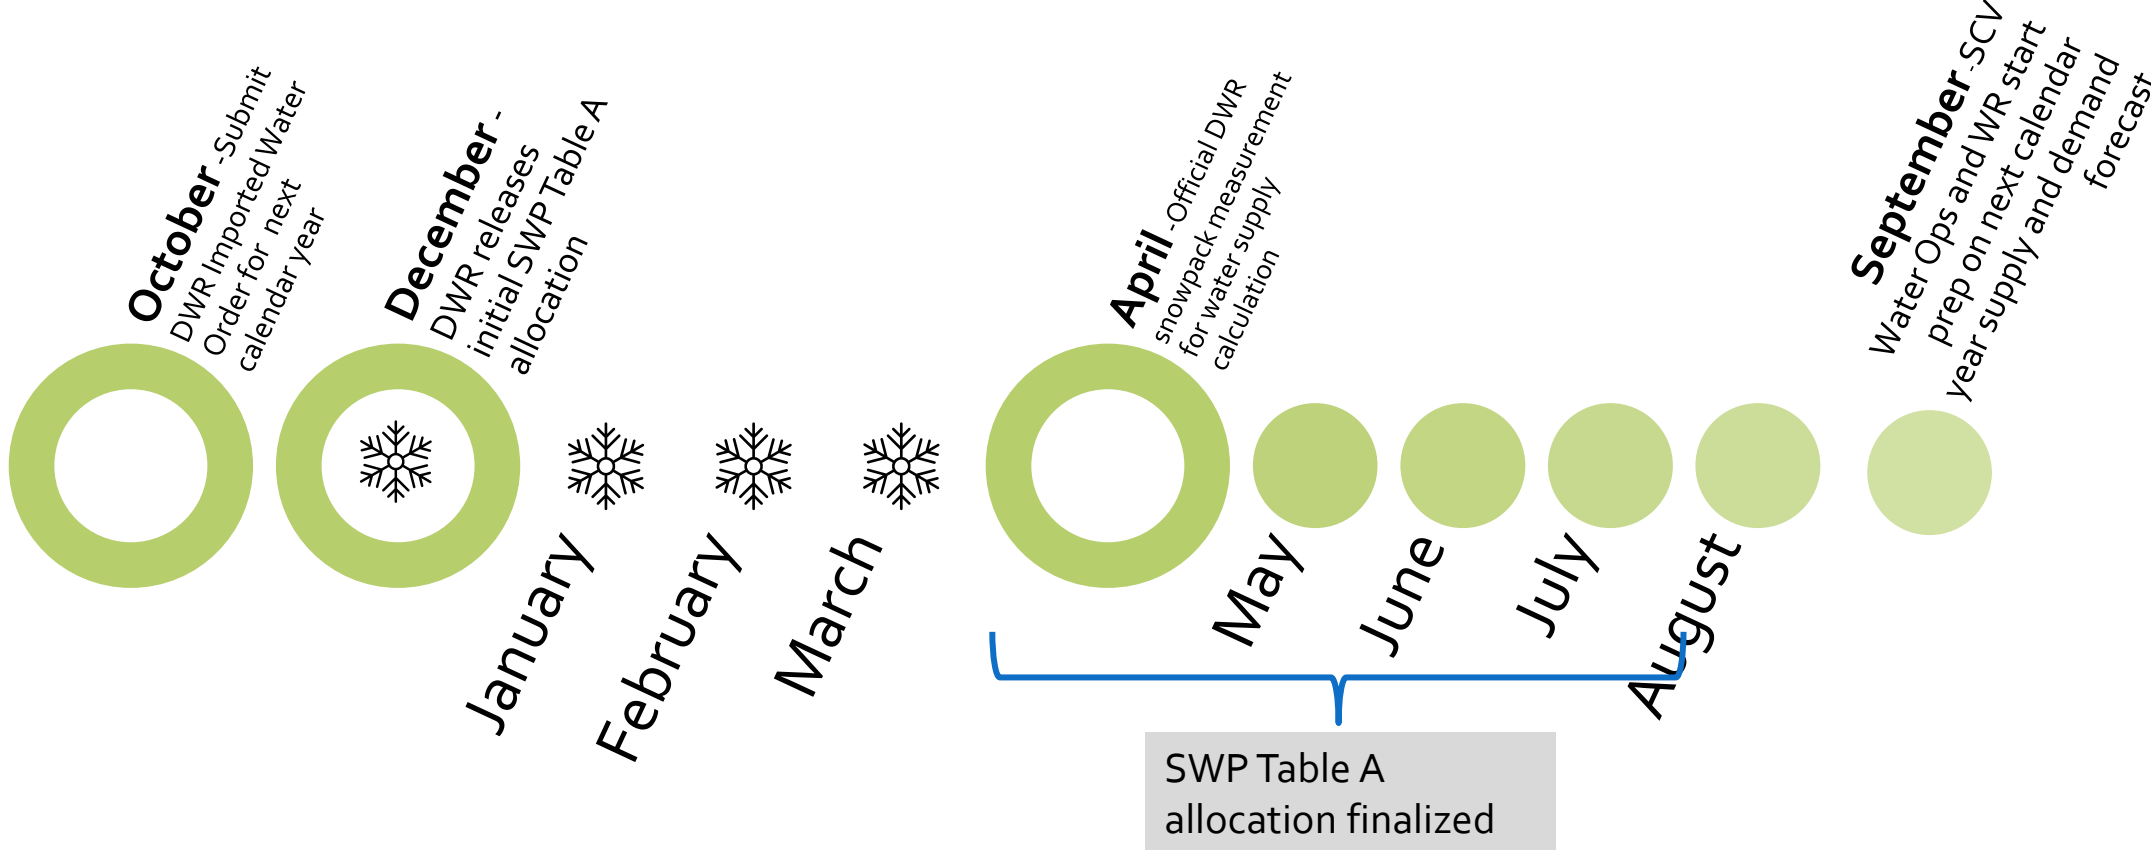 October -Submit
DWR Imported Water
Order for next
calendar year
December -
DWR releases
initial SWP Table A
allocation
January
February
March
April -Official DWR
snowpack measurement
for water supply
calculation
May
June
July
August
September -SCV
Water Ops and WR start
prep on next calendar
year supply and demand
forecast
SWP Table A
allocation finalized